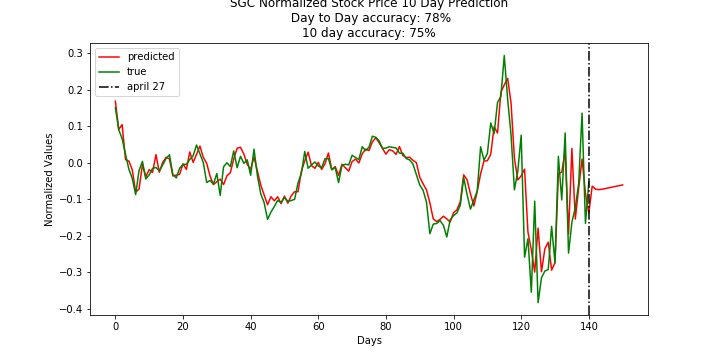 SGC Normalized Stock Price 10 Day Prediction
Day to Day accuracy: 78%
10 day accuracy: 75%
predicted
true
april 27
Normalized Values
0.3
0.2
0.1
0.0
−0.1
−0.2
−0.3
−0.4
0 20 40 60 80 100 120 140
Days